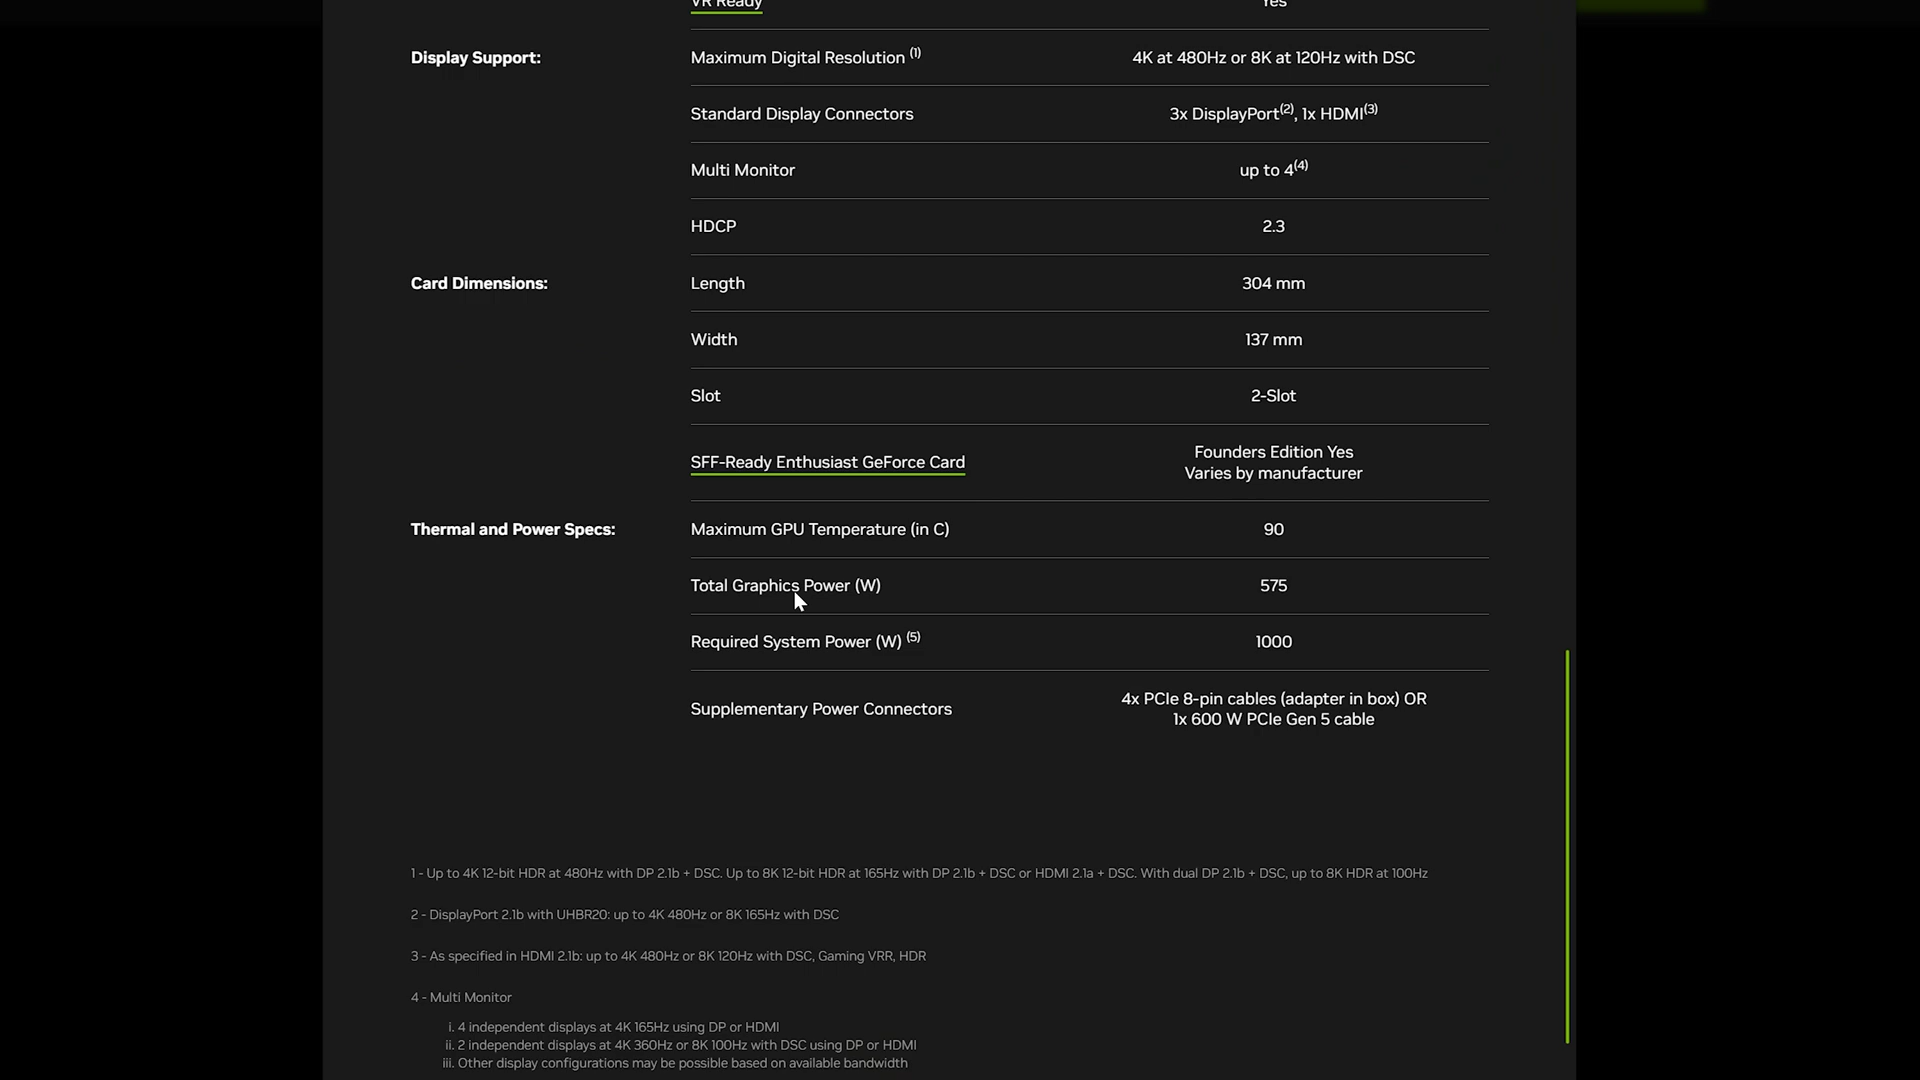 VR Ready Yes
Display Support: Maximum Digital Resolution (1) 4K at 480Hz or 8K at 120Hz with DSC
Standard Display Connectors 3x DisplayPort(2), 1x HDMI(3)
Multi Monitor up to 4(4)
HDCP 2.3
Card Dimensions: Length 304 mm
Width 137 mm
Slot 2-Slot
SFF-Ready Enthusiast GeForce Card Founders Edition Yes
Varies by manufacturer
Thermal and Power Specs: Maximum GPU Temperature (in C) 90
Total Graphics Power (W) 575
Required System Power (W) (5) 1000
Supplementary Power Connectors 4x PCIe 8-pin cables (adapter in box) OR
1x 600 W PCIe Gen 5 cable
1 - Up to 4K 12-bit HDR at 480Hz with DP 2.1b + DSC. Up to 8K 12-bit HDR at 165Hz with DP 2.1b + DSC or HDMI 2.1a + DSC. With dual DP 2.1b + DSC, up to 8K HDR at 100Hz
2 - DisplayPort 2.1b with UHBR20: up to 4K 480Hz or 8K 165Hz with DSC
3 - As specified in HDMI 2.1b: up to 4K 480Hz or 8K 120Hz with DSC, Gaming VRR, HDR
4 - Multi Monitor
i. 4 independent displays at 4K 165Hz using DP or HDMI
ii. 2 independent displays at 4K 360Hz or 8K 100Hz with DSC using DP or HDMI
iii. Other display configurations may be possible based on available bandwidth